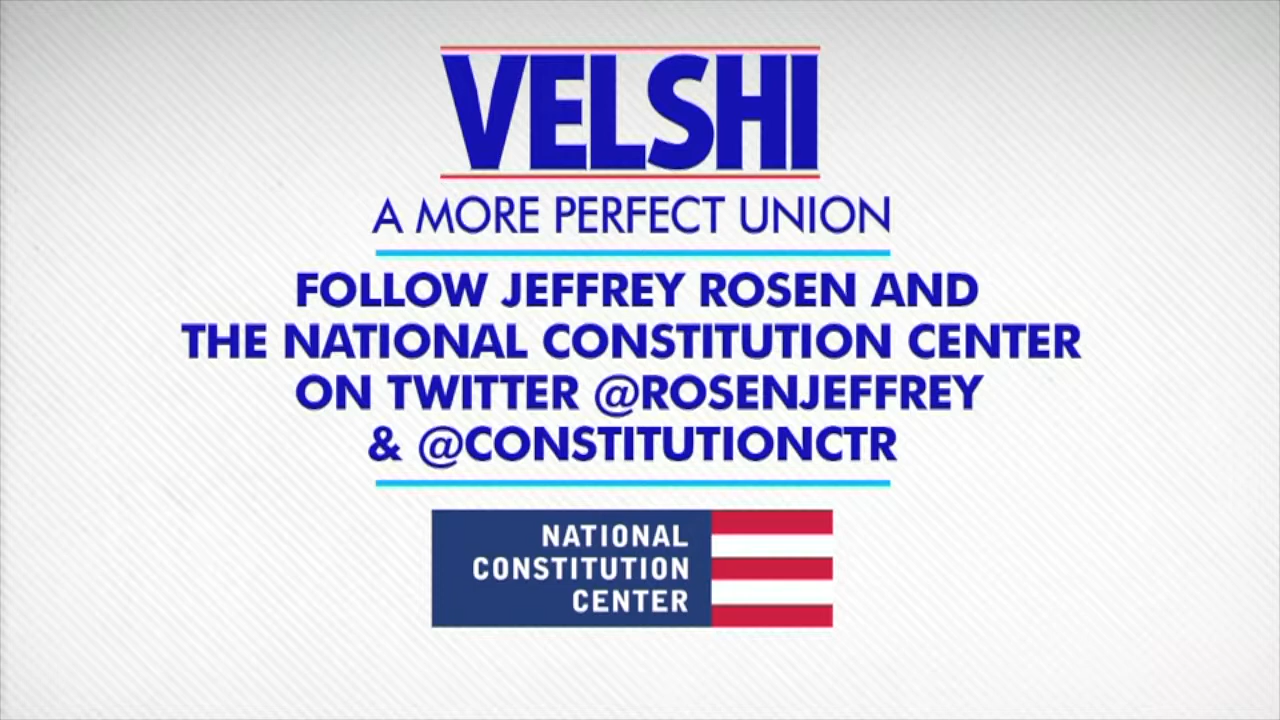 VELSHI
A MORE PERFECT UNION
FOLLOW JEFFREY ROSEN AND
THE NATIONAL CONSTITUTION CENTER
ON TWITTER @ROSENJEFFREY
& @CONSTITUTIONCTR
NATIONAL
CONSTITUTION
CENTER